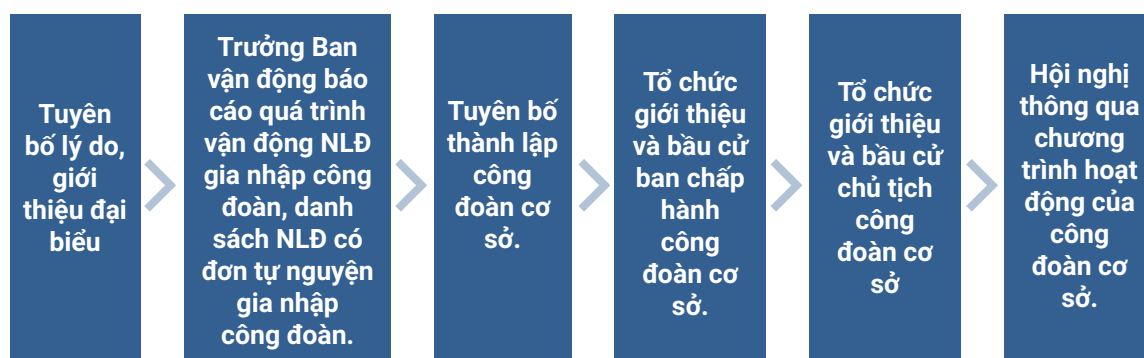 Tuyên
bố lý do,
giới
thiệu đại
biểu
Trưởng Ban
vận động báo
cáo quá trình
vận động NLĐ
gia nhập công
đoàn, danh
sách NLĐ có
đơn tự nguyện
gia nhập
công đoàn.
Tuyên bố
thành lập
công
đoàn cơ
sở.
Tổ chức
giới thiệu
và bầu cử
ban chấp
hành
công
đoàn cơ
sở.
Tổ chức
giới thiệu
và bầu cử
chủ tịch
công
đoàn cơ
sở
Hội nghị
thông qua
chương
trình hoạt
động của
công
đoàn cơ
sở.